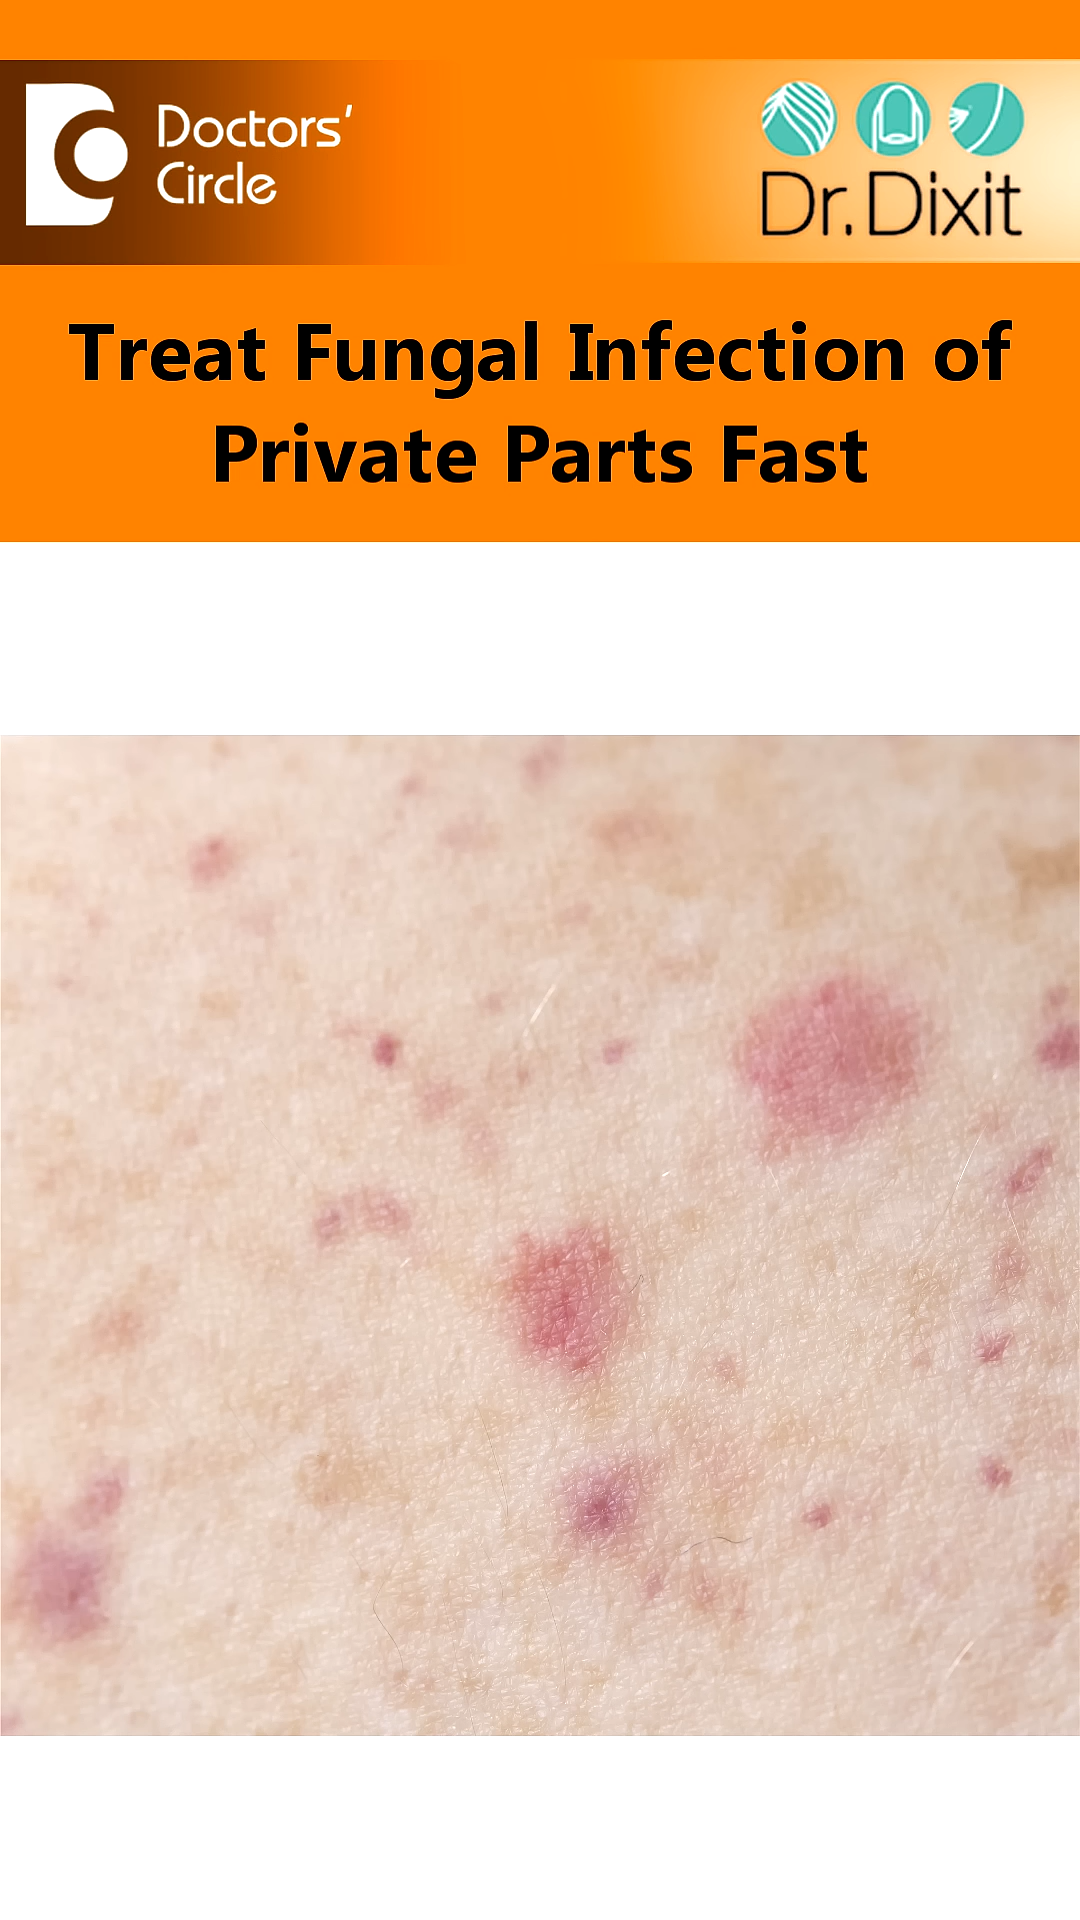 Doctors'
Circle
Dr. Dixit
Treat Fungal Infection of
Private Parts Fast